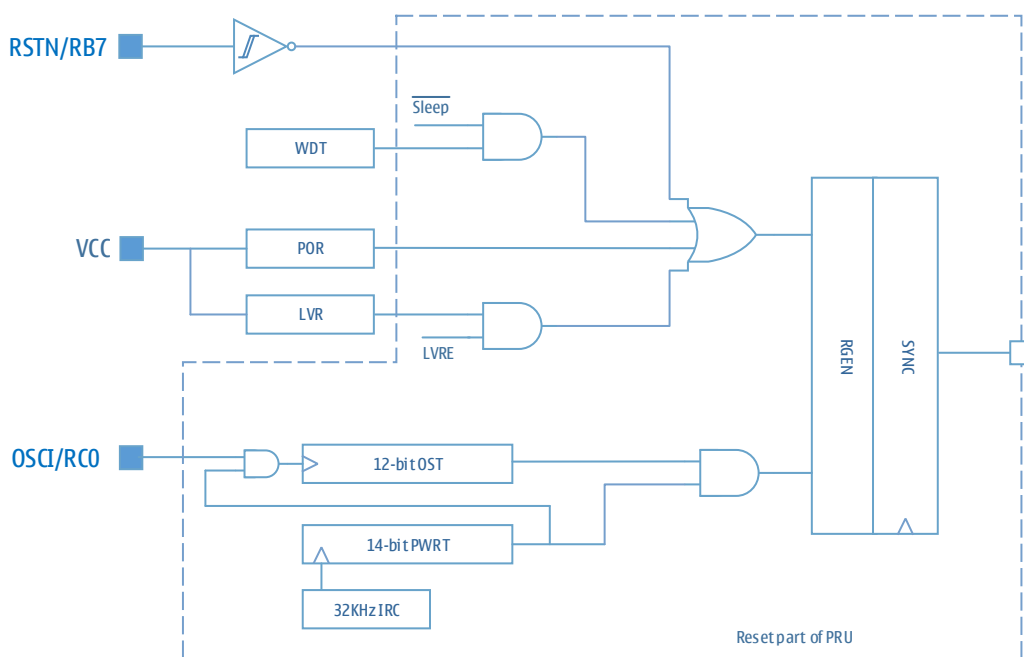 RSTN/RB7
Sleep
WDT
VCC
POR
LVR
LVRE
RGEN
SYNC
OSCI/RC0
12-bit OST
14-bit PWRT
32KHz IRC
Reset part of PRU